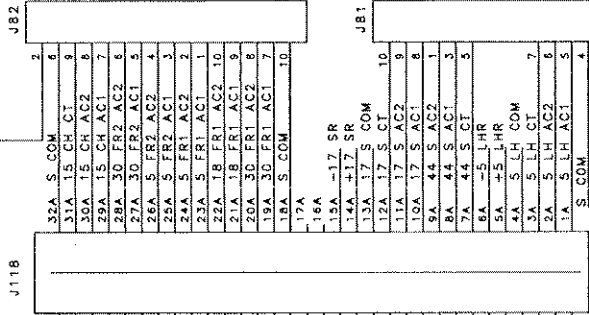 J82
J81
J118
2
32A S COM 6
31A 15 CH CT 9
30A 15 CH AC2 8
29A 15 CH AC1 7
28A 30 FR2 AC2 6
27A 30 FR2 AC1 5
26A 5 FR2 AC2 4
25A 5 FR2 AC1 3
24A 5 FR1 AC2 2
23A 5 FR1 AC1 1
22A 18 FR1 AC2 10
21A 18 FR1 AC1 9
20A 30 FR1 AC2 8
19A 30 FR1 AC1 7
18A S COM 10
17A
16A
15A -17 SR
14A +17 SR
13A 17 S COM
12A 17 S CT 10
11A 17 S AC2 9
10A 17 S AC1 8
9A 44 S AC2 1
8A 44 S AC1 3
7A 44 S CT 5
6A -5 LHR
5A +5 LHR
4A 5 LH COM
3A 5 LH CT 7
2A 5 LH AC2 6
1A 5 LH AC1 5
S COM 4